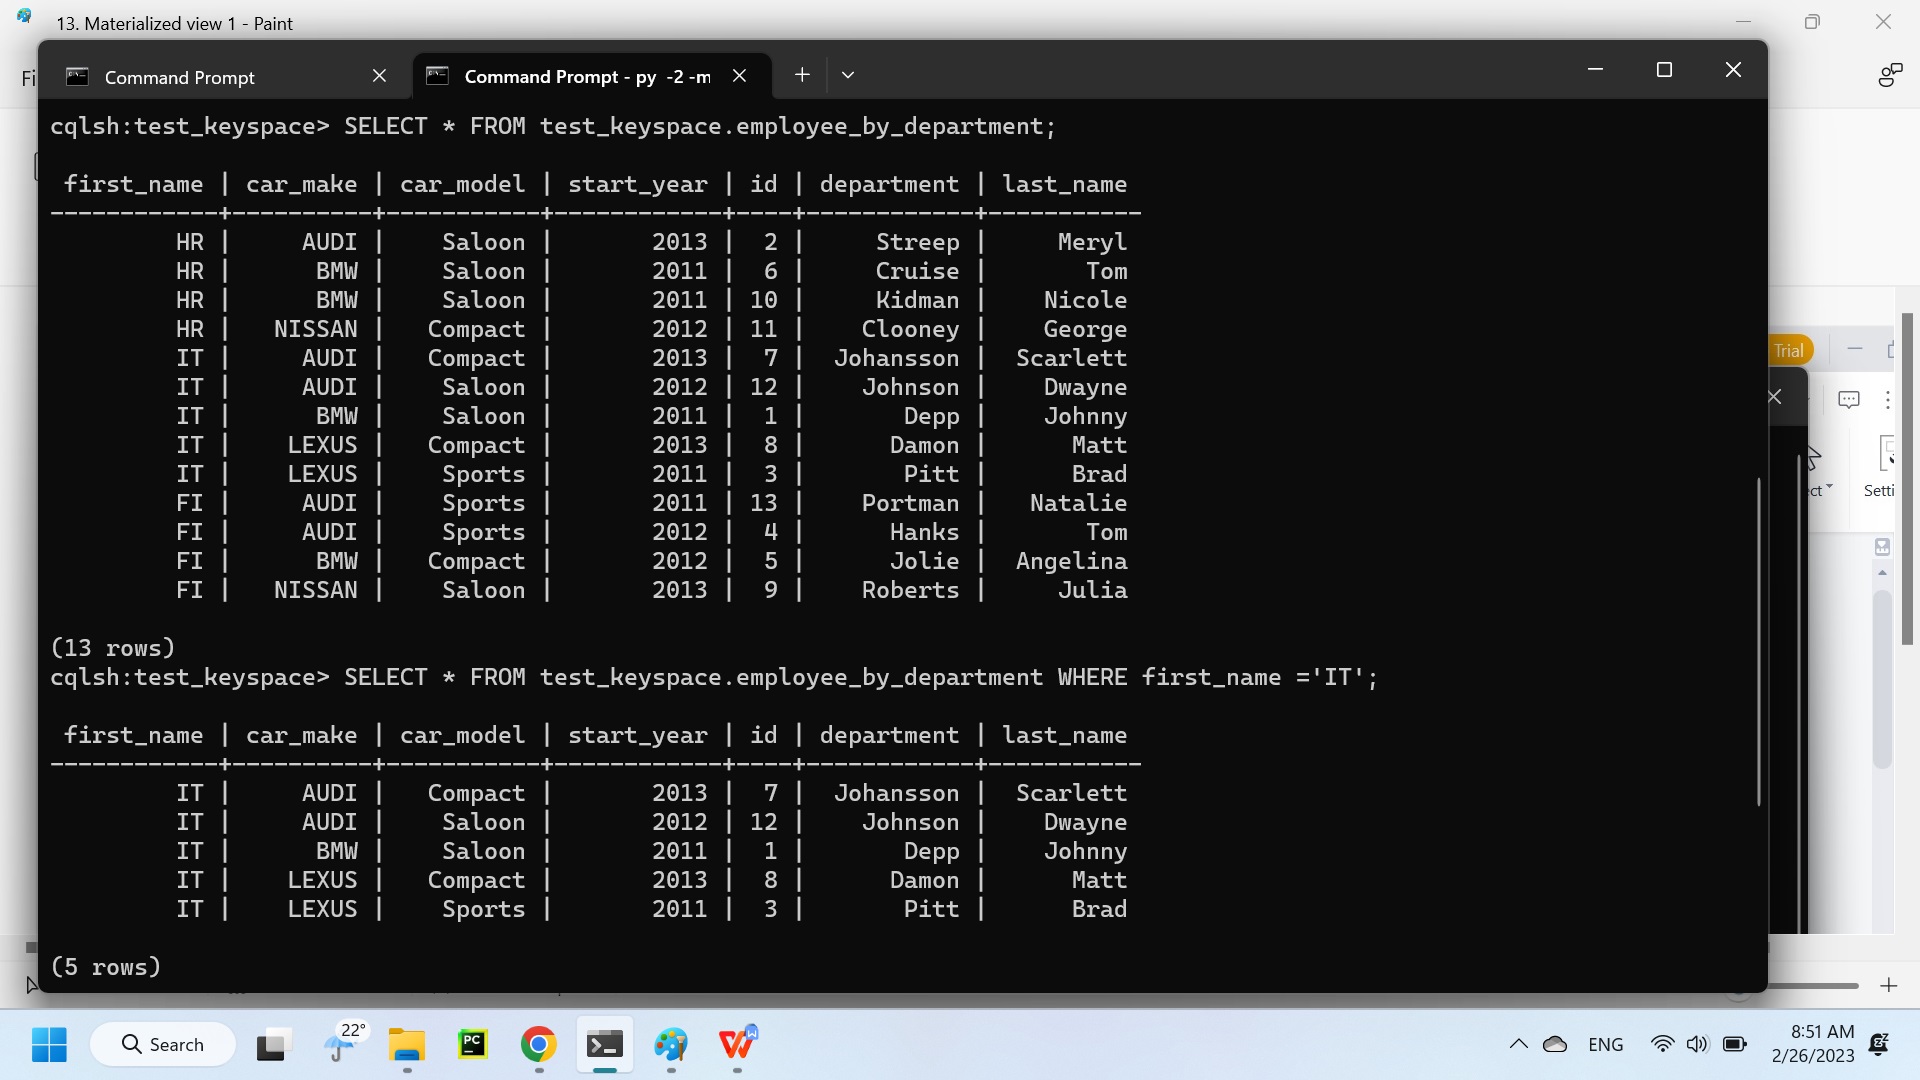 13. Materialized view 1 - Paint
Fi
Command Prompt
Command Prompt - py -2 -m
cqlsh:test_keyspace> SELECT * FROM test_keyspace.employee_by_department;
first_name | car_make | car_model | start_year | id | department | last_name
-----------+----------+-----------+------------+----+------------+-----------
HR | AUDI | Saloon | 2013 | 2 | Streep | Meryl
HR | BMW | Saloon | 2011 | 6 | Cruise | Tom
HR | BMW | Saloon | 2011 | 10 | Kidman | Nicole
HR | NISSAN | Compact | 2012 | 11 | Clooney | George
IT | AUDI | Compact | 2013 | 7 | Johansson | Scarlett
IT | AUDI | Saloon | 2012 | 12 | Johnson | Dwayne
IT | BMW | Saloon | 2011 | 1 | Depp | Johnny
IT | LEXUS | Compact | 2013 | 8 | Damon | Matt
IT | LEXUS | Sports | 2011 | 3 | Pitt | Brad
FI | AUDI | Sports | 2011 | 13 | Portman | Natalie
FI | AUDI | Sports | 2012 | 4 | Hanks | Tom
FI | BMW | Compact | 2012 | 5 | Jolie | Angelina
FI | NISSAN | Saloon | 2013 | 9 | Roberts | Julia
(13 rows)
cqlsh:test_keyspace> SELECT * FROM test_keyspace.employee_by_department WHERE first_name ='IT';
first_name | car_make | car_model | start_year | id | department | last_name
-----------+----------+-----------+------------+----+------------+-----------
IT | AUDI | Compact | 2013 | 7 | Johansson | Scarlett
IT | AUDI | Saloon | 2012 | 12 | Johnson | Dwayne
IT | BMW | Saloon | 2011 | 1 | Depp | Johnny
IT | LEXUS | Compact | 2013 | 8 | Damon | Matt
IT | LEXUS | Sports | 2011 | 3 | Pitt | Brad
(5 rows)
Trial
ct
Setti
Search
22°
PC
ENG
8:51 AM
2/26/2023